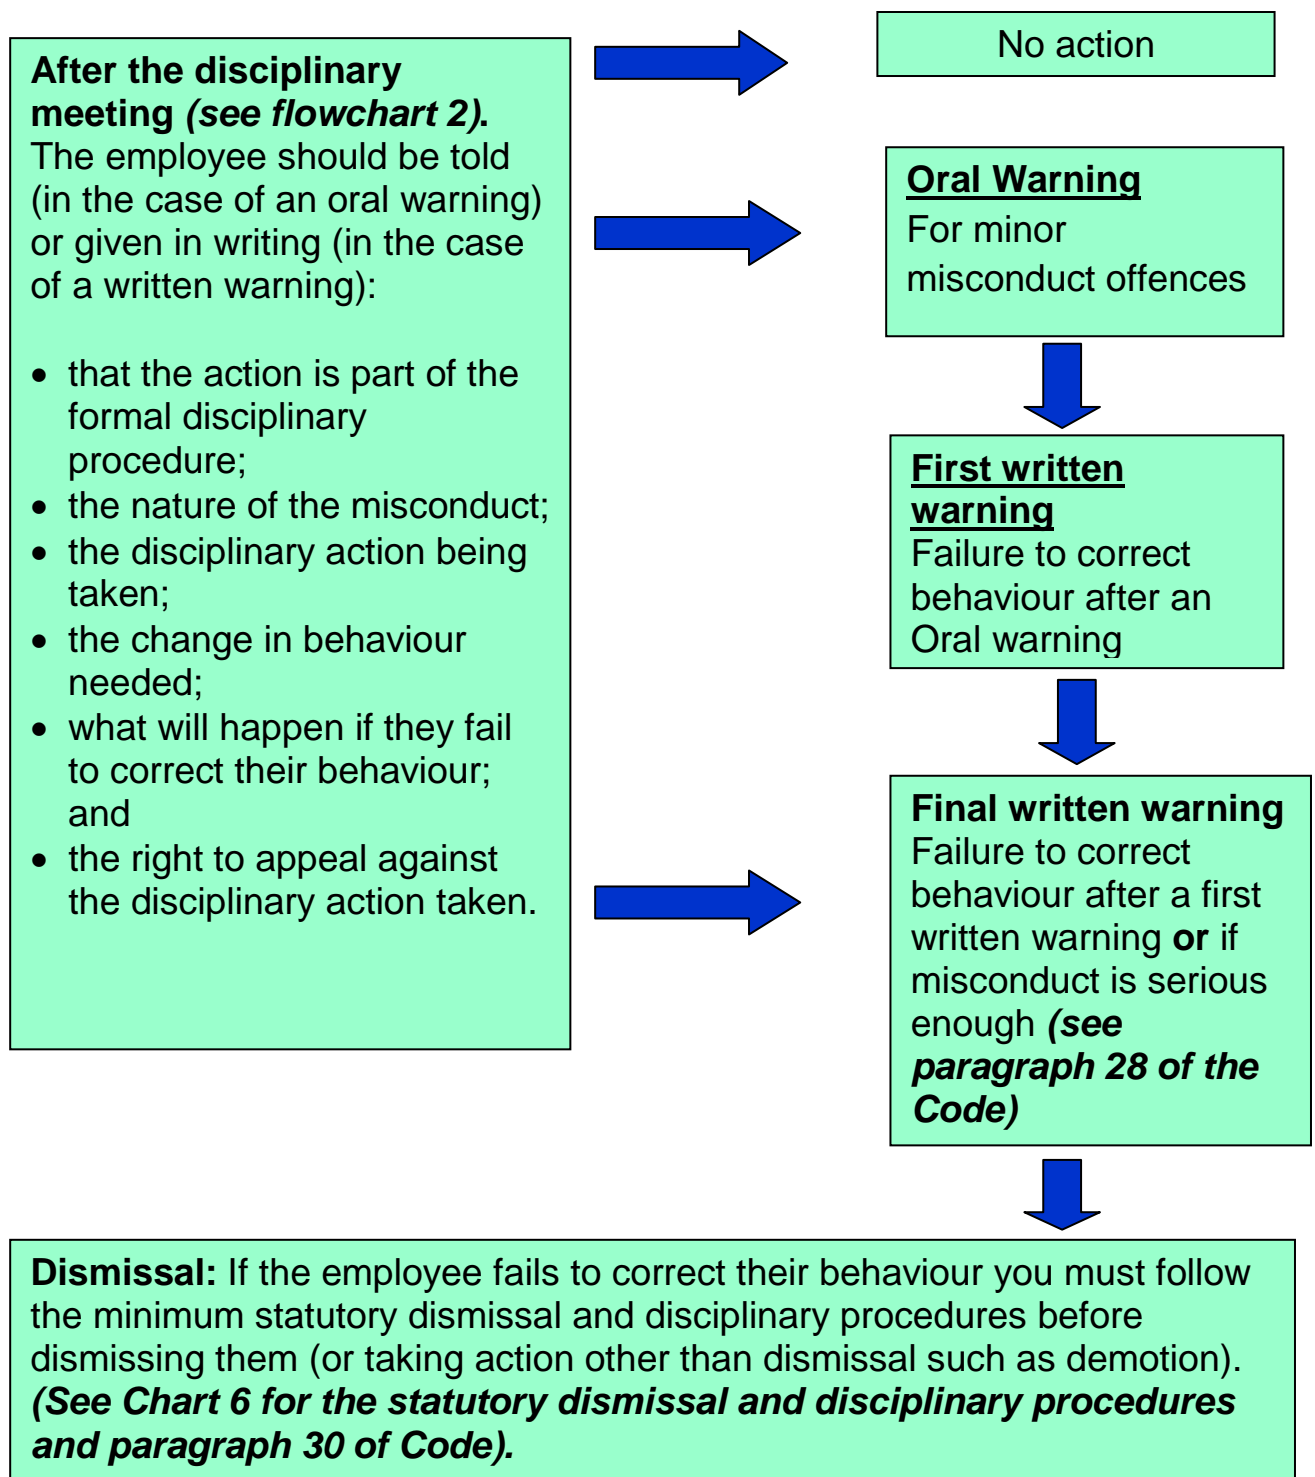 After the disciplinary
meeting (see flowchart 2).
The employee should be told
(in the case of an oral warning)
or given in writing (in the case
of a written warning):
• that the action is part of the
formal disciplinary
procedure;
• the nature of the misconduct;
• the disciplinary action being
taken;
• the change in behaviour
needed;
• what will happen if they fail
to correct their behaviour;
and
• the right to appeal against
the disciplinary action taken.
No action
Oral Warning
For minor
misconduct offences
First written
warning
Failure to correct
behaviour after an
Oral warning
Final written warning
Failure to correct
behaviour after a first
written warning or if
misconduct is serious
enough (see
paragraph 28 of the
Code)
Dismissal: If the employee fails to correct their behaviour you must follow
the minimum statutory dismissal and disciplinary procedures before
dismissing them (or taking action other than dismissal such as demotion).
(See Chart 6 for the statutory dismissal and disciplinary procedures
and paragraph 30 of Code).